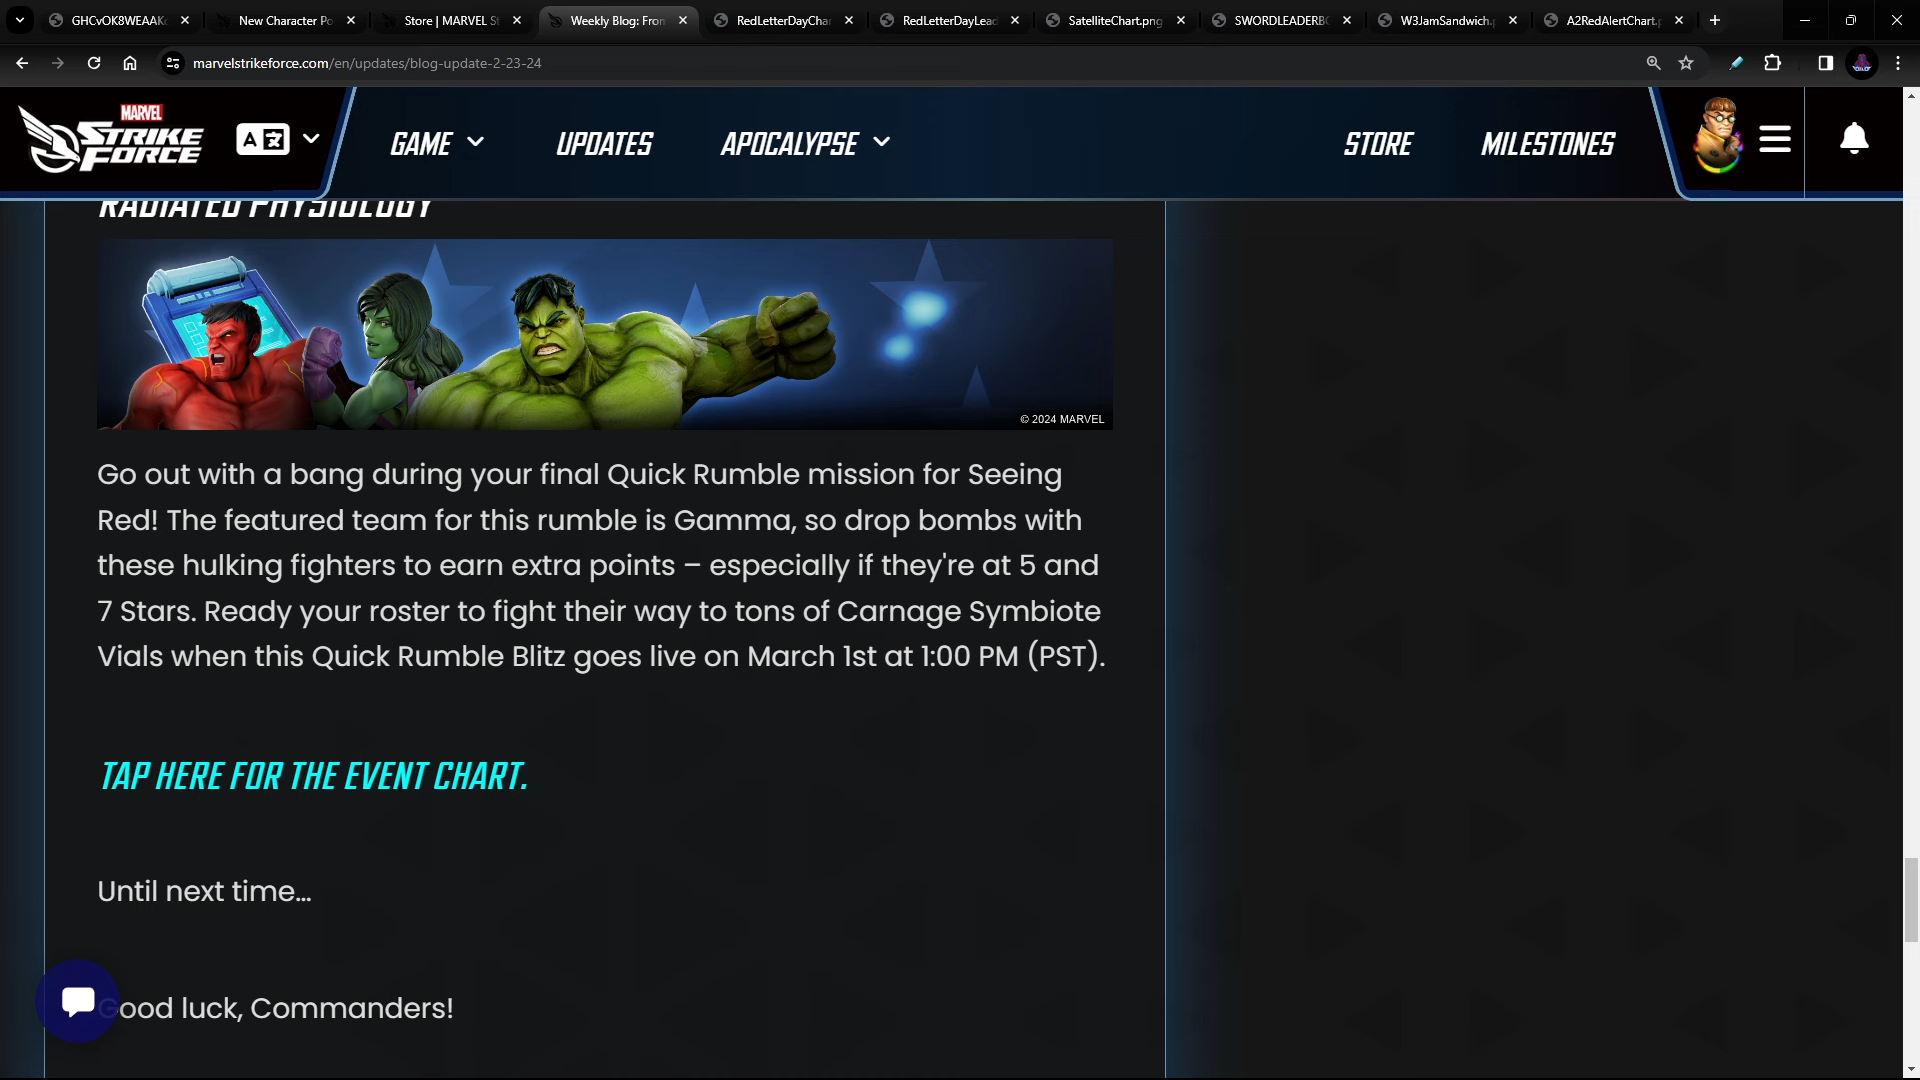 GHCvOK8WEAAK
New Character Po
Store | MARVEL St
Weekly Blog: Fron
RedLetterDayChar
RedLetterDayLead
SatelliteChart.png
SWORDLEADERBO
W3JamSandwich.p
A2RedAlertChart.p
marvelstrikeforce.com/en/updates/blog-update-2-23-24
MARVEL
STRIKE
FORCE
GAME
UPDATES
APOCALYPSE
STORE
MILESTONES
RADIATED PHYSIOLOGY
© 2024 MARVEL
Go out with a bang during your final Quick Rumble mission for Seeing
Red! The featured team for this rumble is Gamma, so drop bombs with
these hulking fighters to earn extra points – especially if they're at 5 and
7 Stars. Ready your roster to fight their way to tons of Carnage Symbiote
Vials when this Quick Rumble Blitz goes live on March 1st at 1:00 PM (PST).
TAP HERE FOR THE EVENT CHART.
Until next time…
Good luck, Commanders!